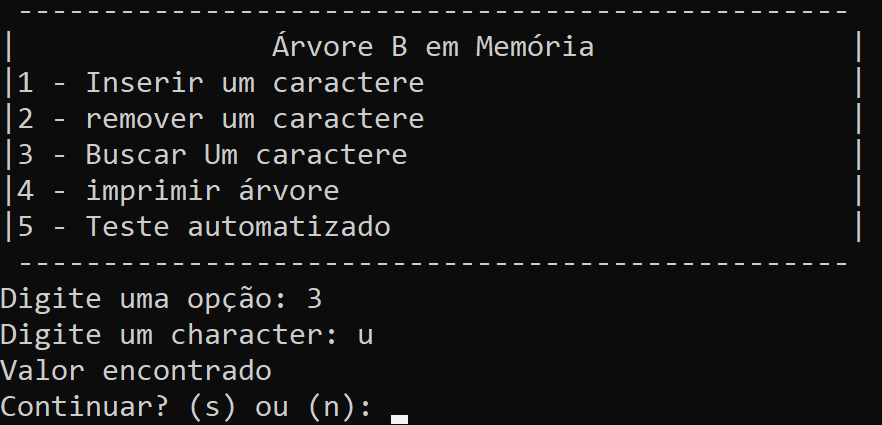 -------------------------------------------------
| Árvore B em Memória |
|1 - Inserir um caractere |
|2 - remover um caractere |
|3 - Buscar Um caractere |
|4 - imprimir árvore |
|5 - Teste automatizado |
-------------------------------------------------
Digite uma opção: 3
Digite um character: u
Valor encontrado
Continuar? (s) ou (n):